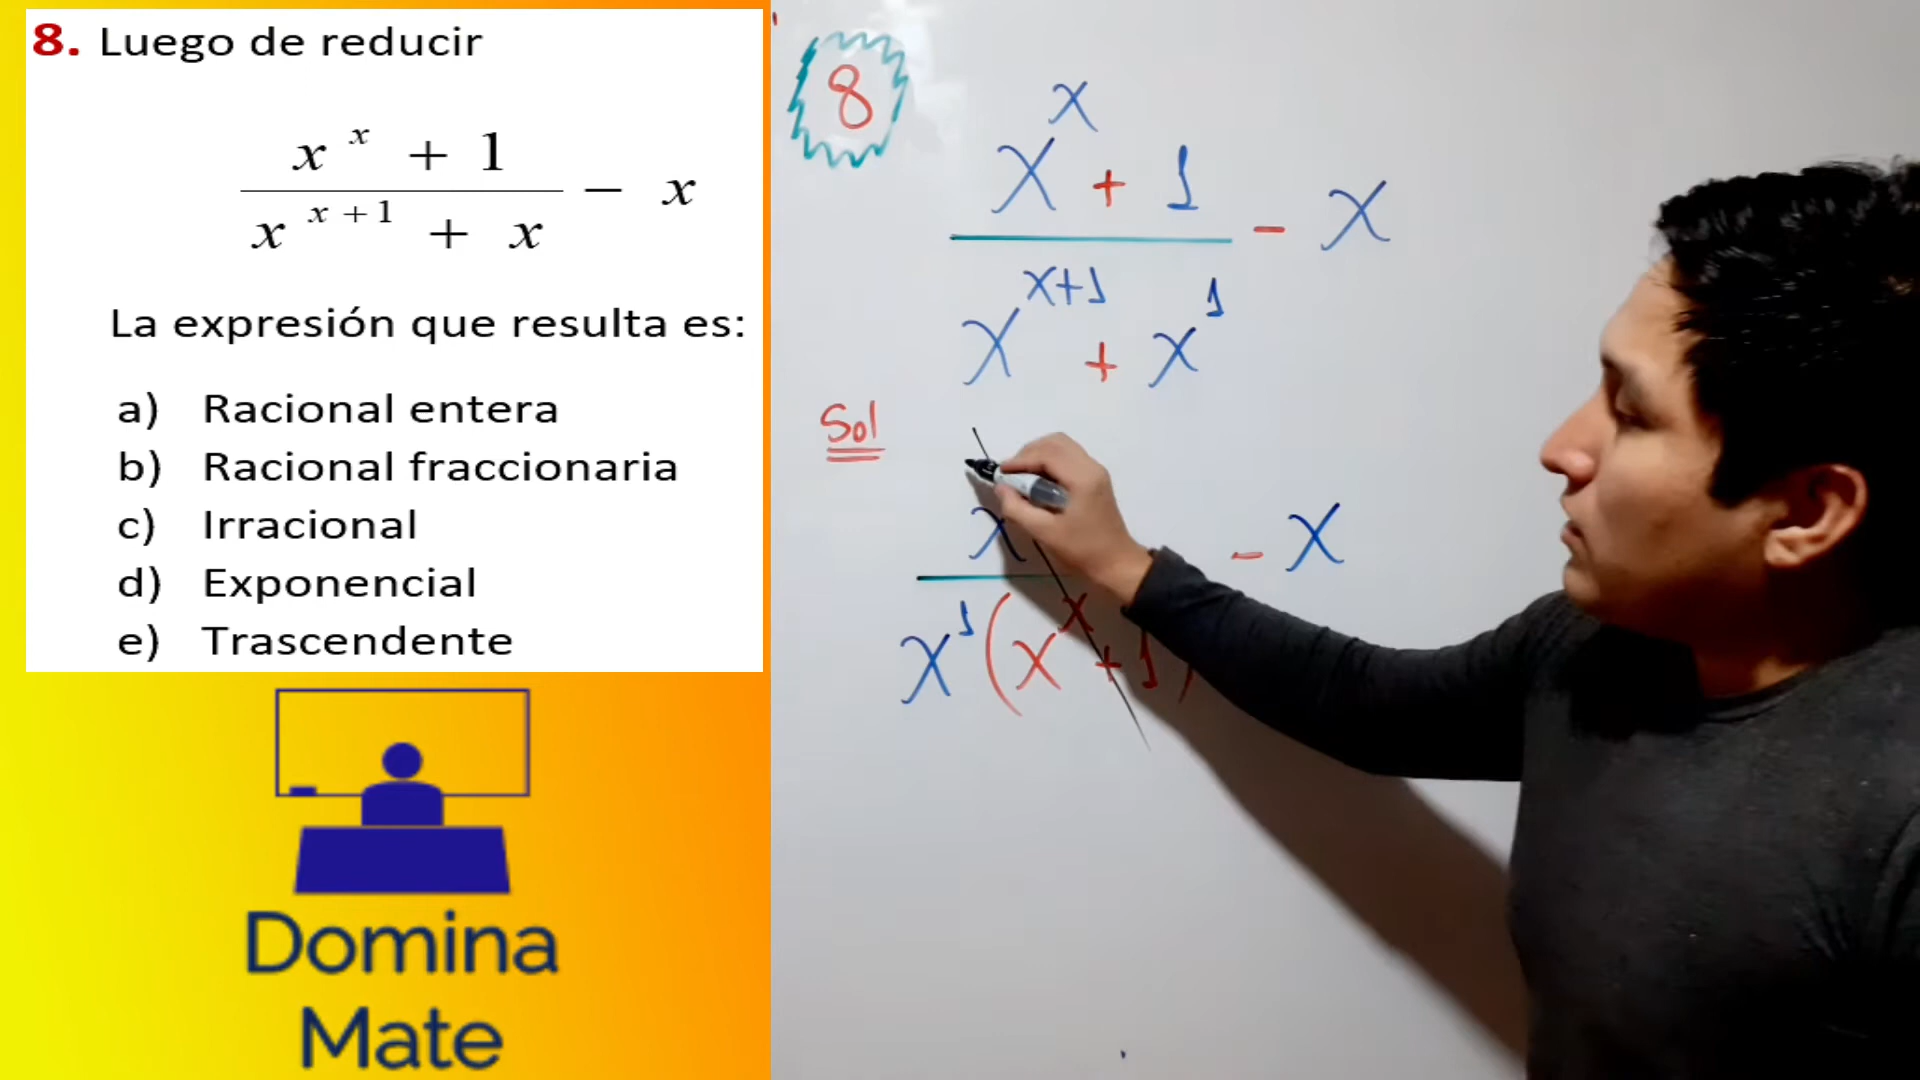 8. Luego de reducir
x^x + 1
x^(x + 1) + x
− x
La expresión que resulta es:
a) Racional entera
b) Racional fraccionaria
c) Irracional
d) Exponencial
e) Trascendente
Domina
Mate
8
x^x + 1
− x
x^(x+1) + x^1
Sol
x
− x
x^1 (x^x + 1)